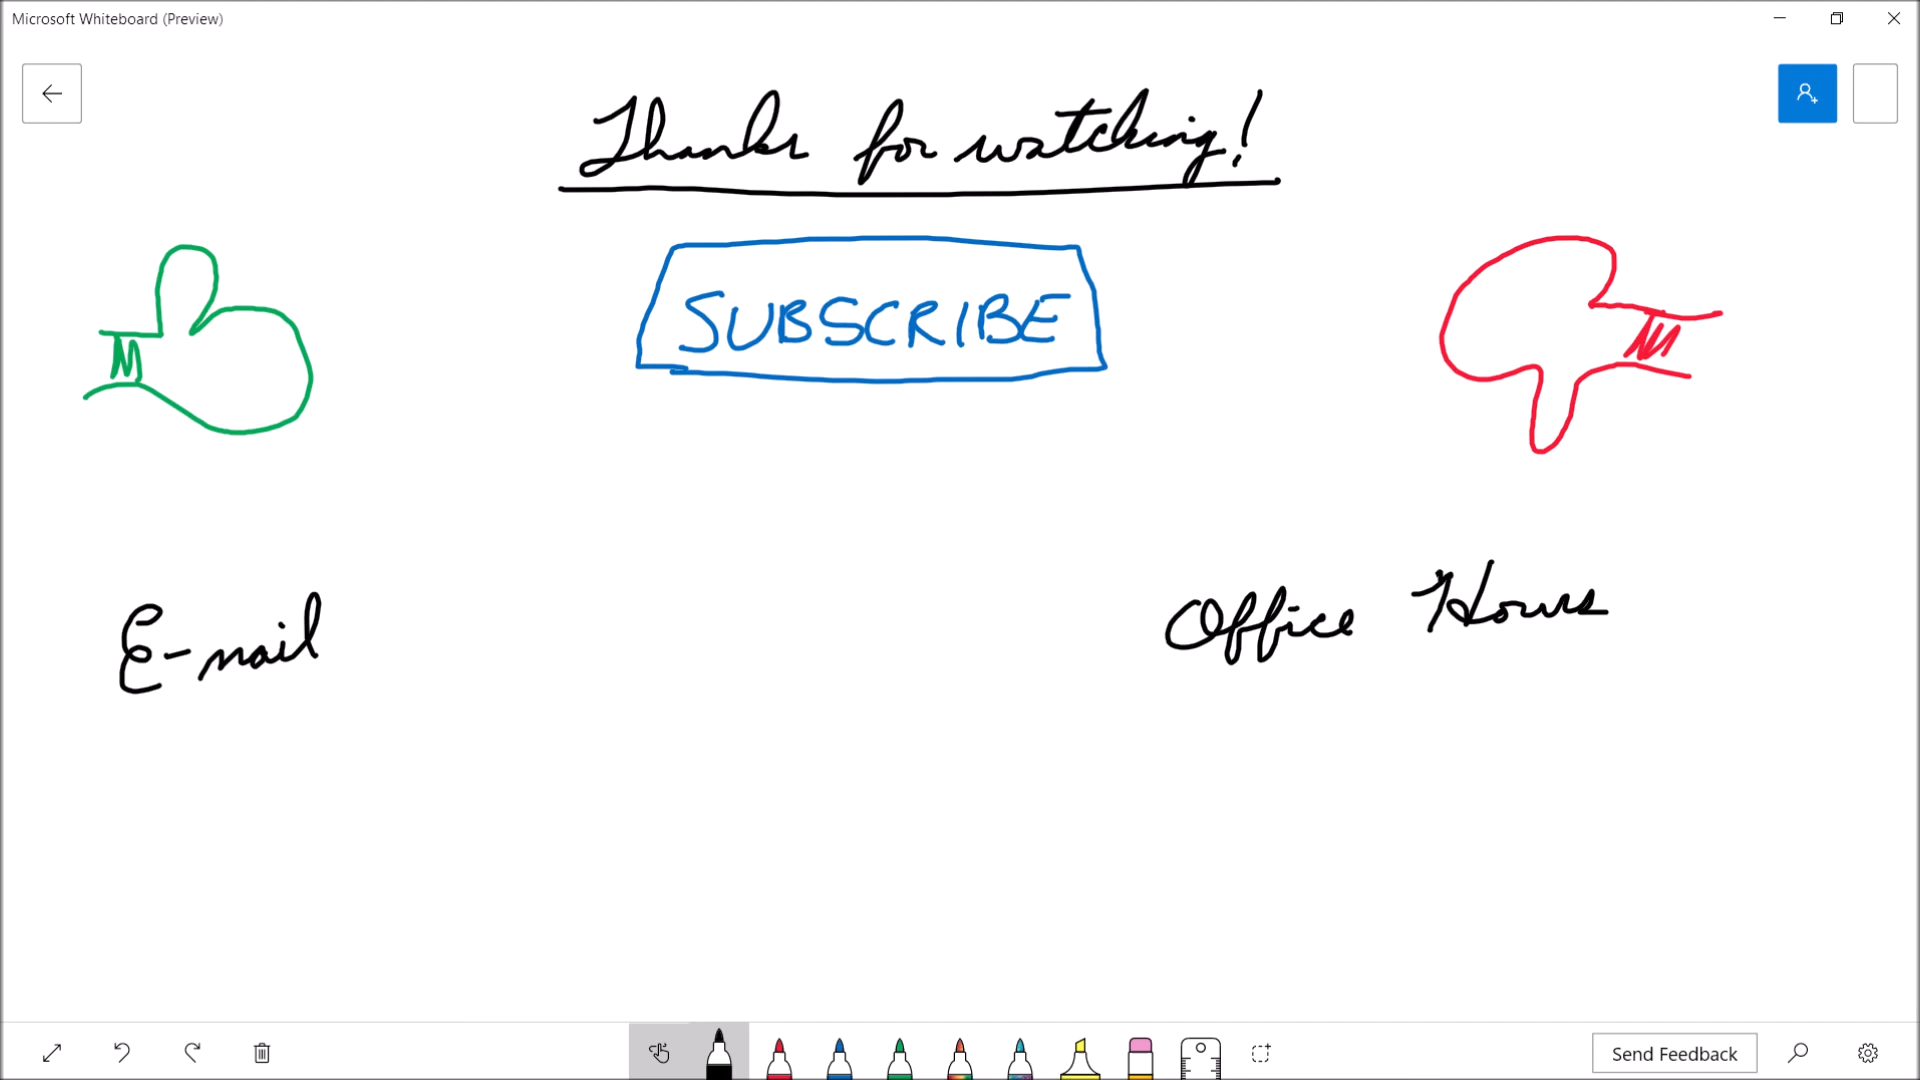 Microsoft Whiteboard (Preview)
Thanks for watching!
SUBSCRIBE
E-mail
Office Hours
Send Feedback